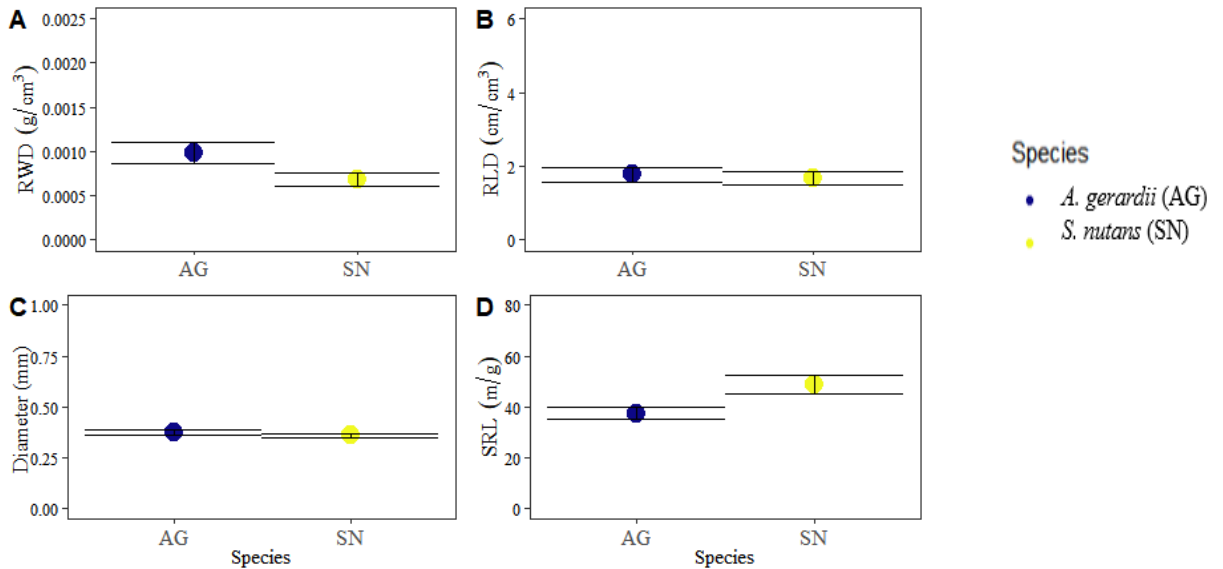 A
0.0025
0.0020
0.0015
0.0010
0.0005
0.0000
RWD (g/cm³)
AG SN
B
6
4
2
0
RLD (cm/cm³)
AG SN
Species
A. gerardii (AG)
S. nutans (SN)
C
1.00
0.75
0.50
0.25
0.00
Diameter (mm)
AG SN
Species
D
80
60
40
20
0
SRL (m/g)
AG SN
Species